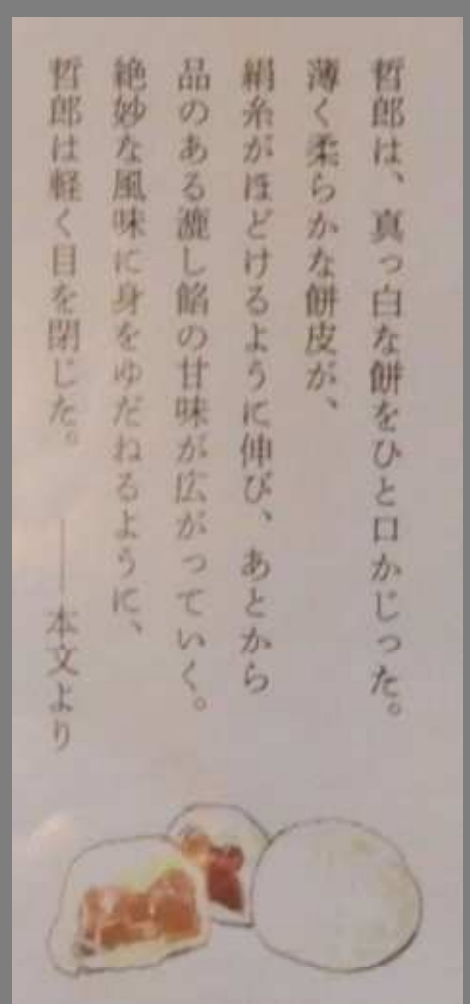 哲郎は、真っ白な餅をひと口かじった。
薄く柔らかな餅皮が、
絹糸がほどけるように伸び、あとから
品のある漉し餡の甘味が広がっていく。
絶妙な風味に身をゆだねるように、
哲郎は軽く目を閉じた。 ――本文より